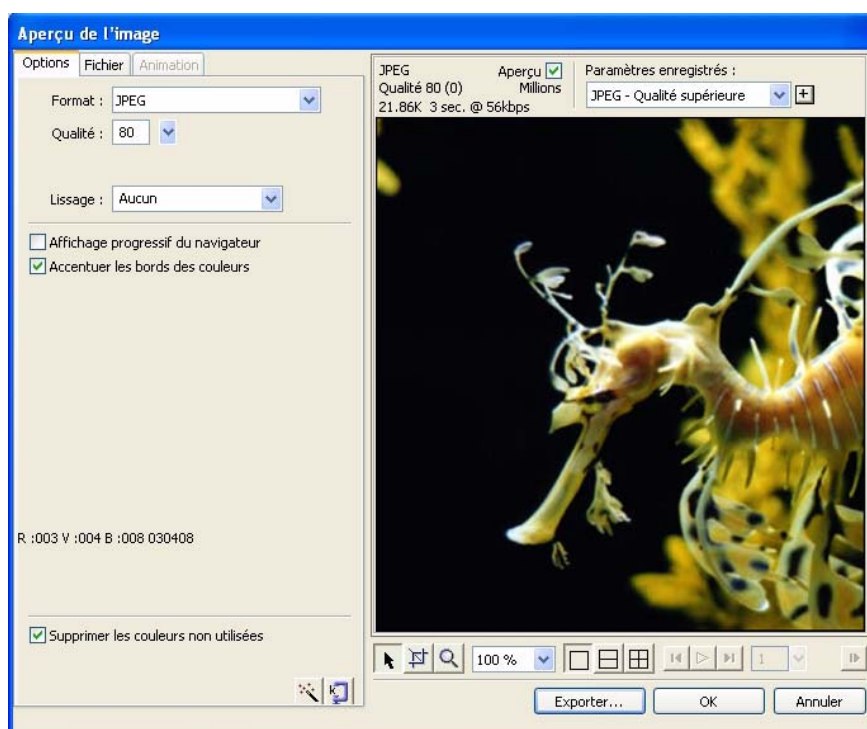 Aperçu de l'image
Options Fichier Animation
Format : JPEG
Qualité : 80
Lissage : Aucun
Affichage progressif du navigateur
Accentuer les bords des couleurs
R :003 V :004 B :008 030408
Supprimer les couleurs non utilisées
JPEG Aperçu
Qualité 80 (0) Millions
21.86K 3 sec. @ 56kbps
Paramètres enregistrés :
JPEG - Qualité supérieure
100 % 1
Exporter... OK Annuler